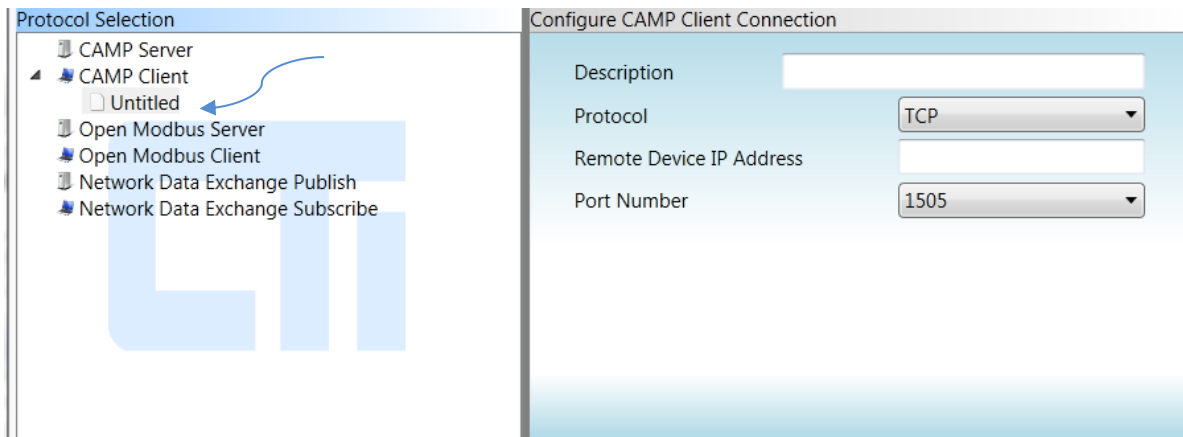 Protocol Selection
CAMP Server
CAMP Client
Untitled
Open Modbus Server
Open Modbus Client
Network Data Exchange Publish
Network Data Exchange Subscribe
Configure CAMP Client Connection
Description
Protocol TCP
Remote Device IP Address
Port Number 1505